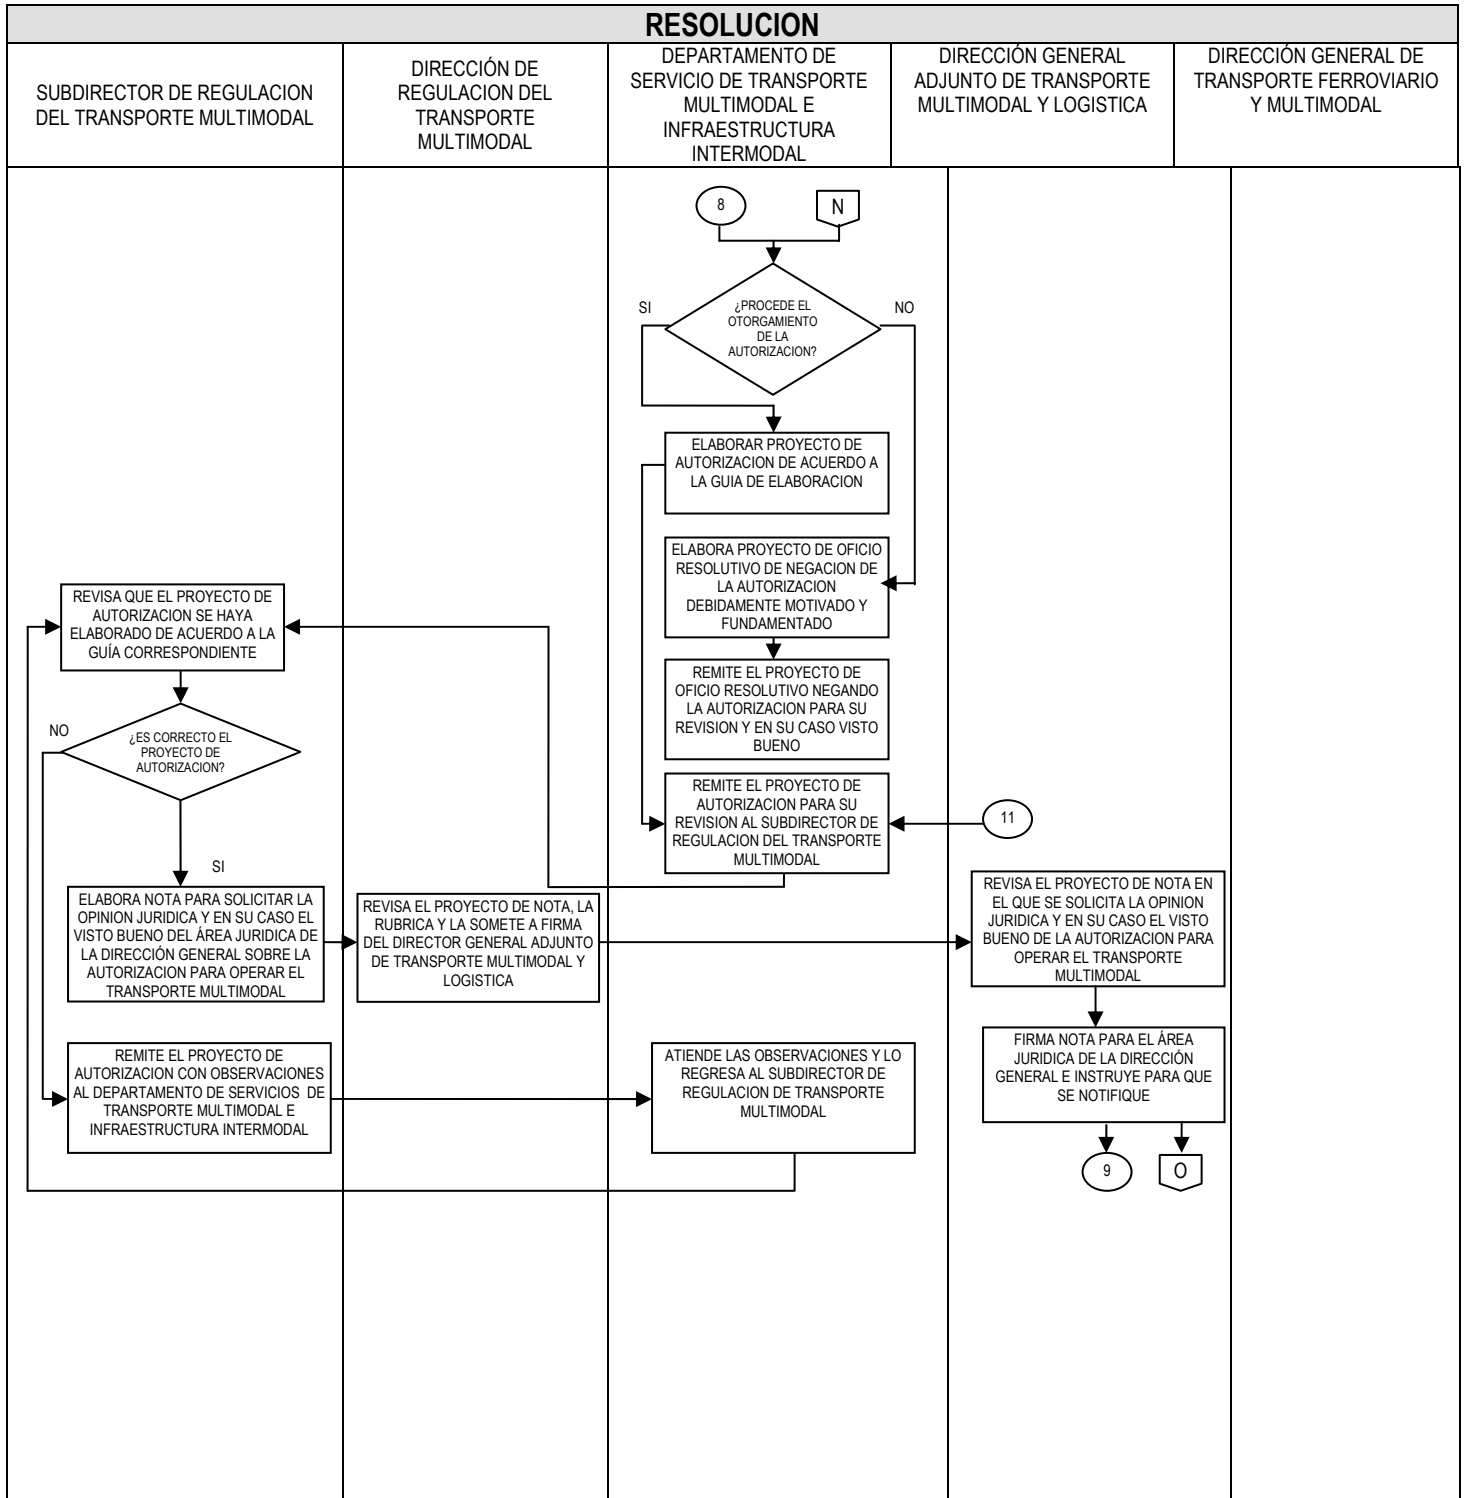 RESOLUCION
SUBDIRECTOR DE REGULACION
DEL TRANSPORTE MULTIMODAL
DIRECCIÓN DE
REGULACION DEL
TRANSPORTE
MULTIMODAL
DEPARTAMENTO DE
SERVICIO DE TRANSPORTE
MULTIMODAL E
INFRAESTRUCTURA
INTERMODAL
DIRECCIÓN GENERAL
ADJUNTO DE TRANSPORTE
MULTIMODAL Y LOGISTICA
DIRECCIÓN GENERAL DE
TRANSPORTE FERROVIARIO
Y MULTIMODAL
8
N
SI
¿PROCEDE EL
OTORGAMIENTO
DE LA
AUTORIZACION?
NO
ELABORAR PROYECTO DE
AUTORIZACION DE ACUERDO A
LA GUIA DE ELABORACION
ELABORA PROYECTO DE OFICIO
RESOLUTIVO DE NEGACION DE
LA AUTORIZACION
DEBIDAMENTE MOTIVADO Y
FUNDAMENTADO
REVISA QUE EL PROYECTO DE
AUTORIZACION SE HAYA
ELABORADO DE ACUERDO A LA
GUÍA CORRESPONDIENTE
REMITE EL PROYECTO DE
OFICIO RESOLUTIVO NEGANDO
LA AUTORIZACION PARA SU
REVISION Y EN SU CASO VISTO
BUENO
NO
¿ES CORRECTO EL
PROYECTO DE
AUTORIZACION?
REMITE EL PROYECTO DE
AUTORIZACION PARA SU
REVISION AL SUBDIRECTOR DE
REGULACION DEL TRANSPORTE
MULTIMODAL
11
SI
ELABORA NOTA PARA SOLICITAR LA
OPINION JURIDICA Y EN SU CASO EL
VISTO BUENO DEL ÁREA JURIDICA DE
LA DIRECCIÓN GENERAL SOBRE LA
AUTORIZACION PARA OPERAR EL
TRANSPORTE MULTIMODAL
REVISA EL PROYECTO DE NOTA, LA
RUBRICA Y LA SOMETE A FIRMA
DEL DIRECTOR GENERAL ADJUNTO
DE TRANSPORTE MULTIMODAL Y
LOGISTICA
REVISA EL PROYECTO DE NOTA EN
EL QUE SE SOLICITA LA OPINION
JURIDICA Y EN SU CASO EL VISTO
BUENO DE LA AUTORIZACION PARA
OPERAR EL TRANSPORTE
MULTIMODAL
REMITE EL PROYECTO DE
AUTORIZACION CON OBSERVACIONES
AL DEPARTAMENTO DE SERVICIOS DE
TRANSPORTE MULTIMODAL E
INFRAESTRUCTURA INTERMODAL
ATIENDE LAS OBSERVACIONES Y LO
REGRESA AL SUBDIRECTOR DE
REGULACION DE TRANSPORTE
MULTIMODAL
FIRMA NOTA PARA EL ÁREA
JURIDICA DE LA DIRECCIÓN
GENERAL E INSTRUYE PARA QUE
SE NOTIFIQUE
9
O